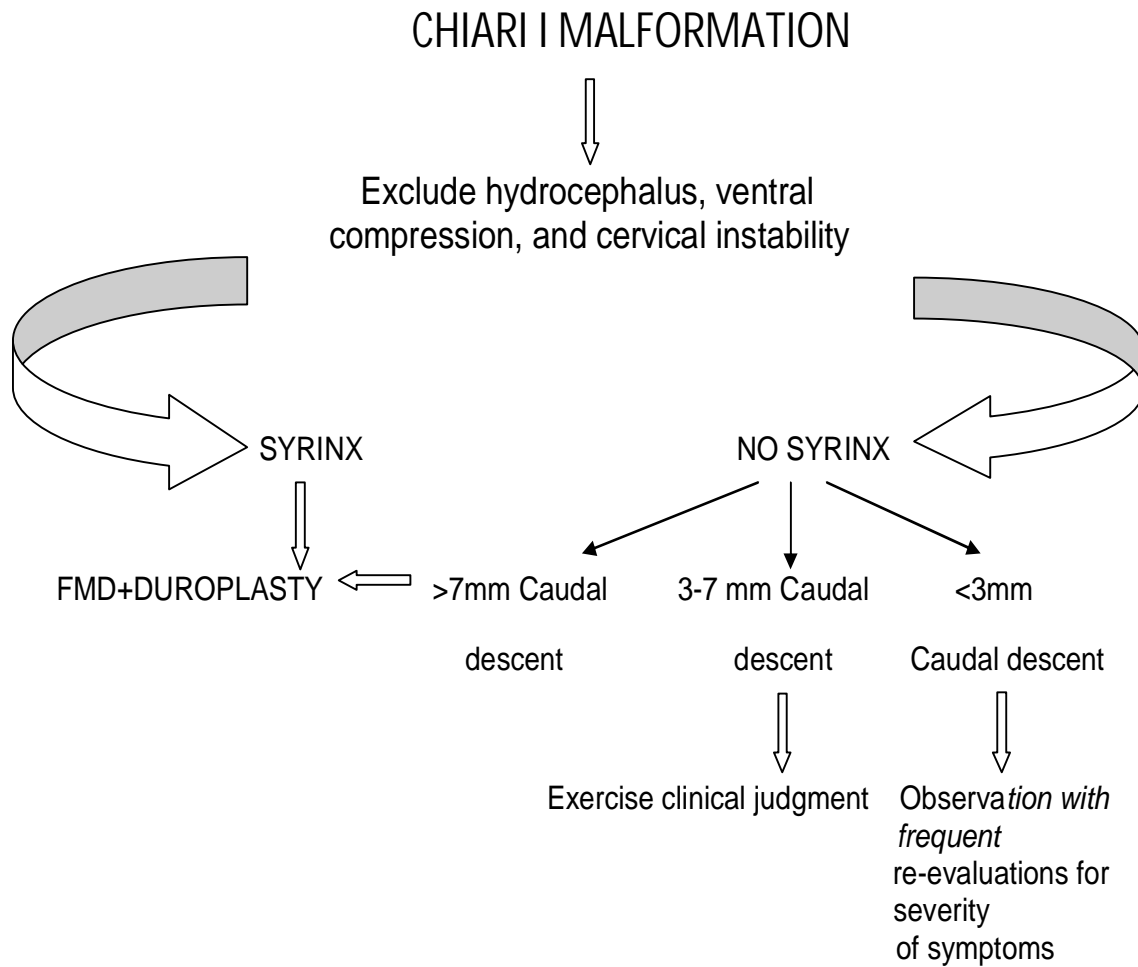 CHIARI I MALFORMATION
Exclude hydrocephalus, ventral
compression, and cervical instability
SYRINX
NO SYRINX
FMD+DUROPLASTY
>7mm Caudal
descent
3-7 mm Caudal
descent
<3mm
Caudal descent
Exercise clinical judgment
Observation with
frequent
re-evaluations for
severity
of symptoms